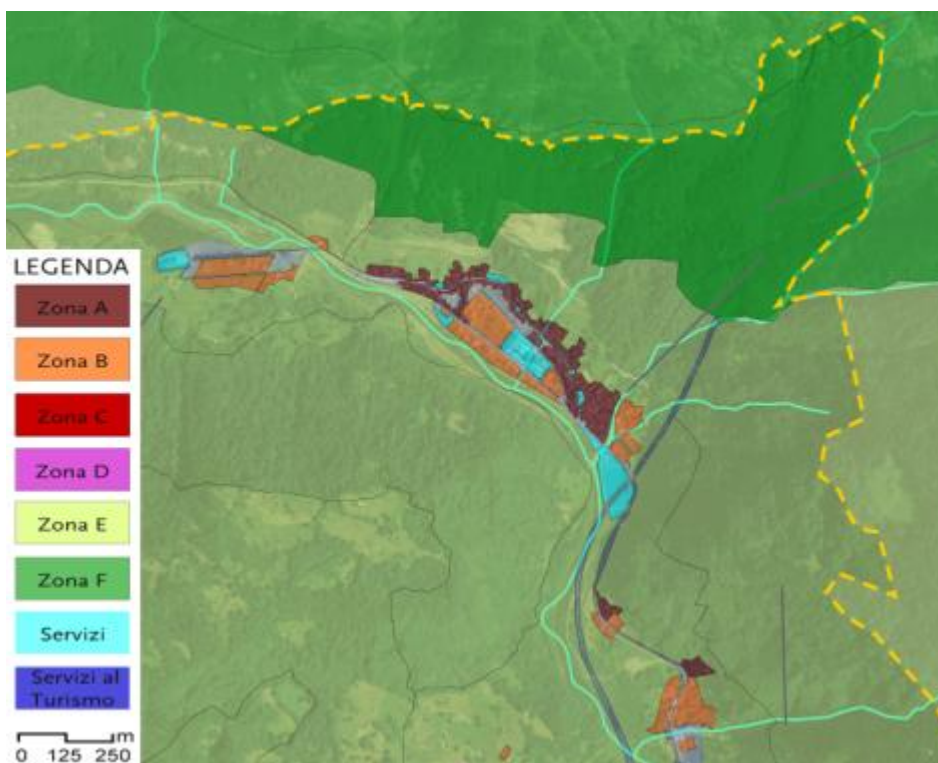 LEGENDA
Zona A
Zona B
Zona C
Zona D
Zona E
Zona F
Servizi
Servizi al
Turismo
m
0 125 250